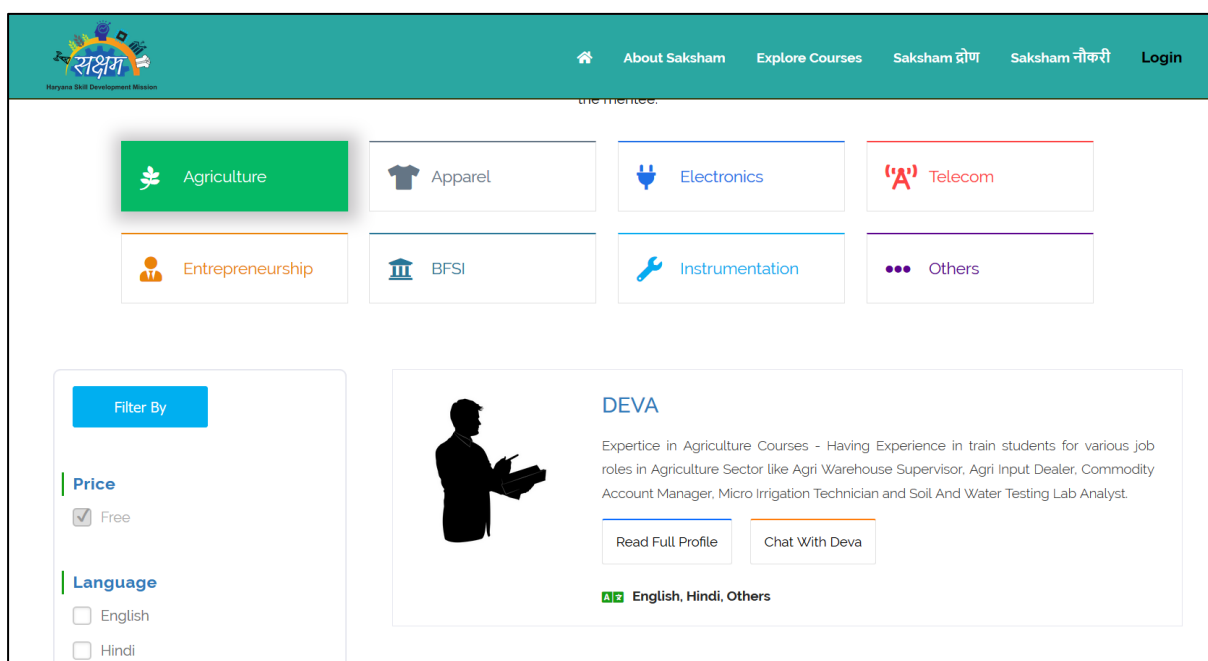 सक्षम
Haryana Skill Development Mission
About Saksham Explore Courses Saksham द्रोण Saksham नौकरी Login
the mentee.
Agriculture Apparel Electronics Telecom
Entrepreneurship BFSI Instrumentation Others
Filter By
Price
Free
Language
English
Hindi
DEVA
Expertice in Agriculture Courses - Having Experience in train students for various job
roles in Agriculture Sector like Agri Warehouse Supervisor, Agri Input Dealer, Commodity
Account Manager, Micro Irrigation Technician and Soil And Water Testing Lab Analyst.
Read Full Profile Chat With Deva
English, Hindi, Others